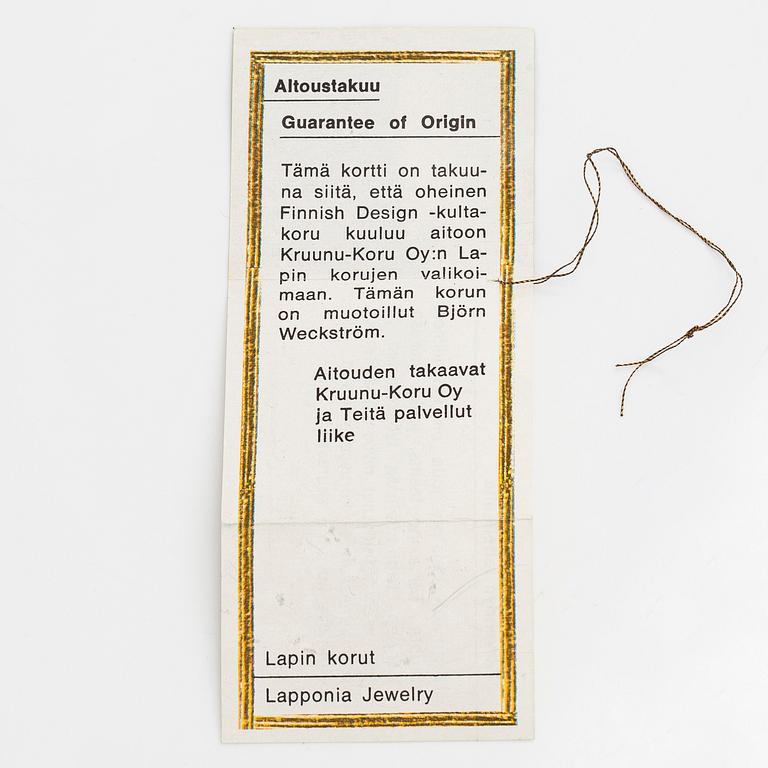 Aitoustakuu
Guarantee of Origin
Tämä kortti on takuu-
na siitä, että oheinen
Finnish Design -kulta-
koru kuuluu aitoon
Kruunu-Koru Oy:n La-
pin korujen valikoi-
maan. Tämän korun
on muotoillut Björn
Weckström.
Aitouden takaavat
Kruunu-Koru Oy
ja Teitä palvellut
liike
Lapin korut
Lapponia Jewelry